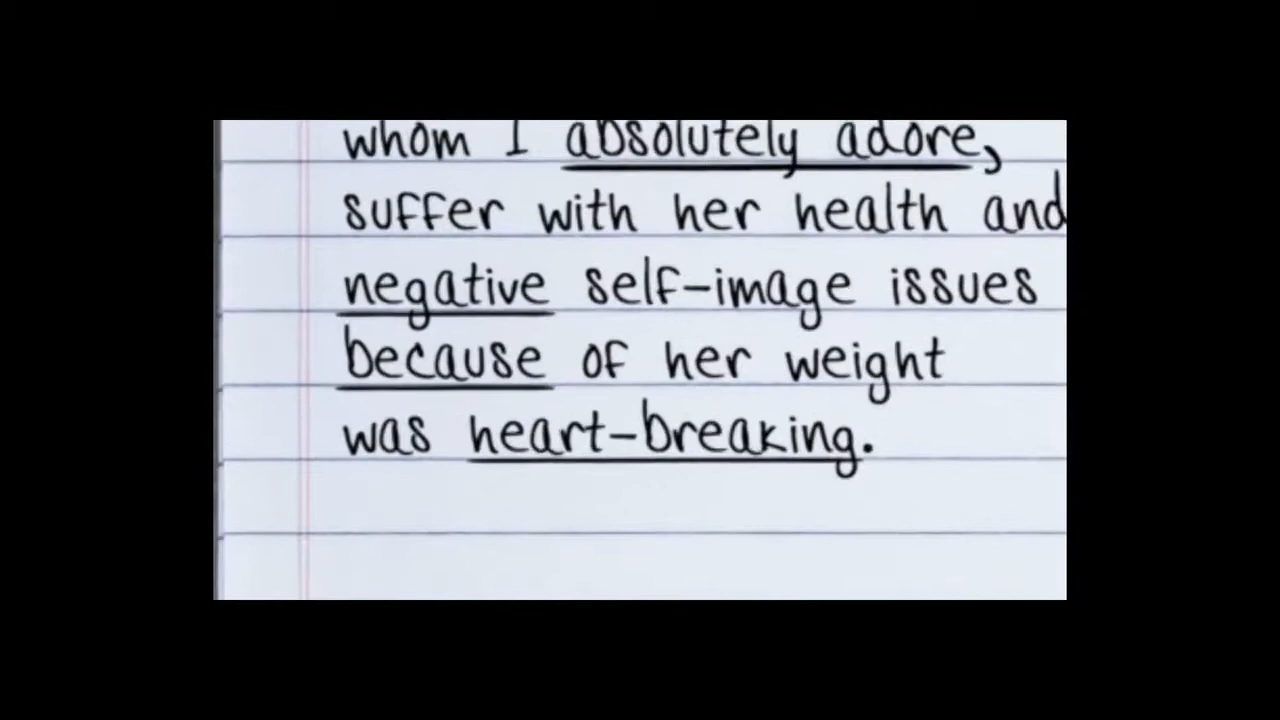 whom I absolutely adore,
suffer with her health and
negative self-image issues
because of her weight
was heart-breaking.